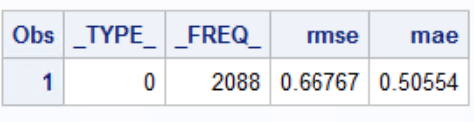 Obs _TYPE_ _FREQ_ rmse mae
1 0 2088 0.66767 0.50554